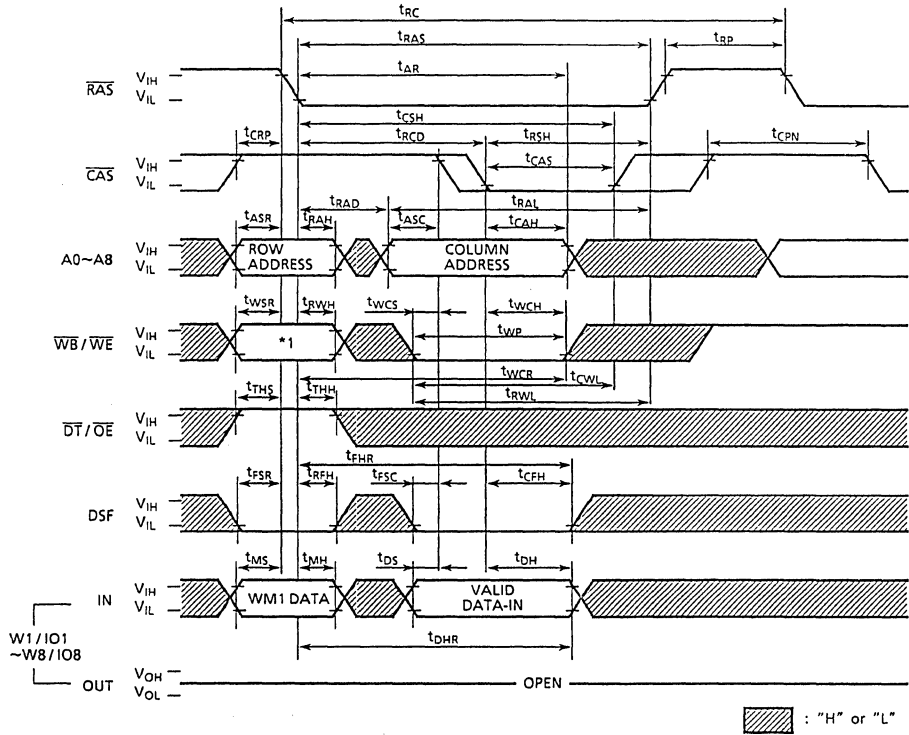 tRC
tRAS
tRP
tAR
RAS VIH
VIL
tCSH
tCRP tRCD tRSH tCPN
tCAS
CAS VIH
VIL
tRAD tRAL
tASR tRAH tASC tCAH
A0~A8 VIH
VIL
ROW ADDRESS
COLUMN ADDRESS
tWSR tRWH tWCS tWCH
tWP
WB/WE VIH
VIL
*1
tWCR
tCWL
tRWL
tTHS tTHH
DT/OE VIH
VIL
tFHR
tFSR tRFH tFSC tCFH
DSF VIH
VIL
tMS tMH tDS tDH
IN VIH
VIL
WM1 DATA
VALID DATA-IN
W1/IO1
~W8/IO8
tDHR
OUT VOH
VOL
OPEN
: "H" or "L"